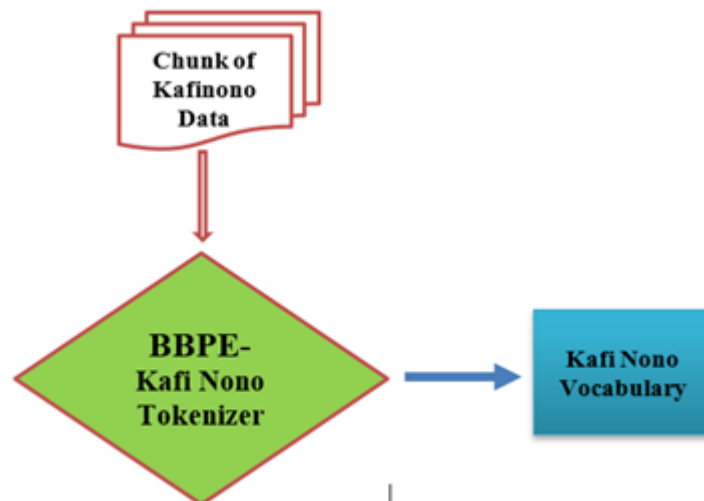 Chunk of
Kafinono
Data
BBPE-
Kafi Nono
Tokenizer
Kafi Nono
Vocabulary